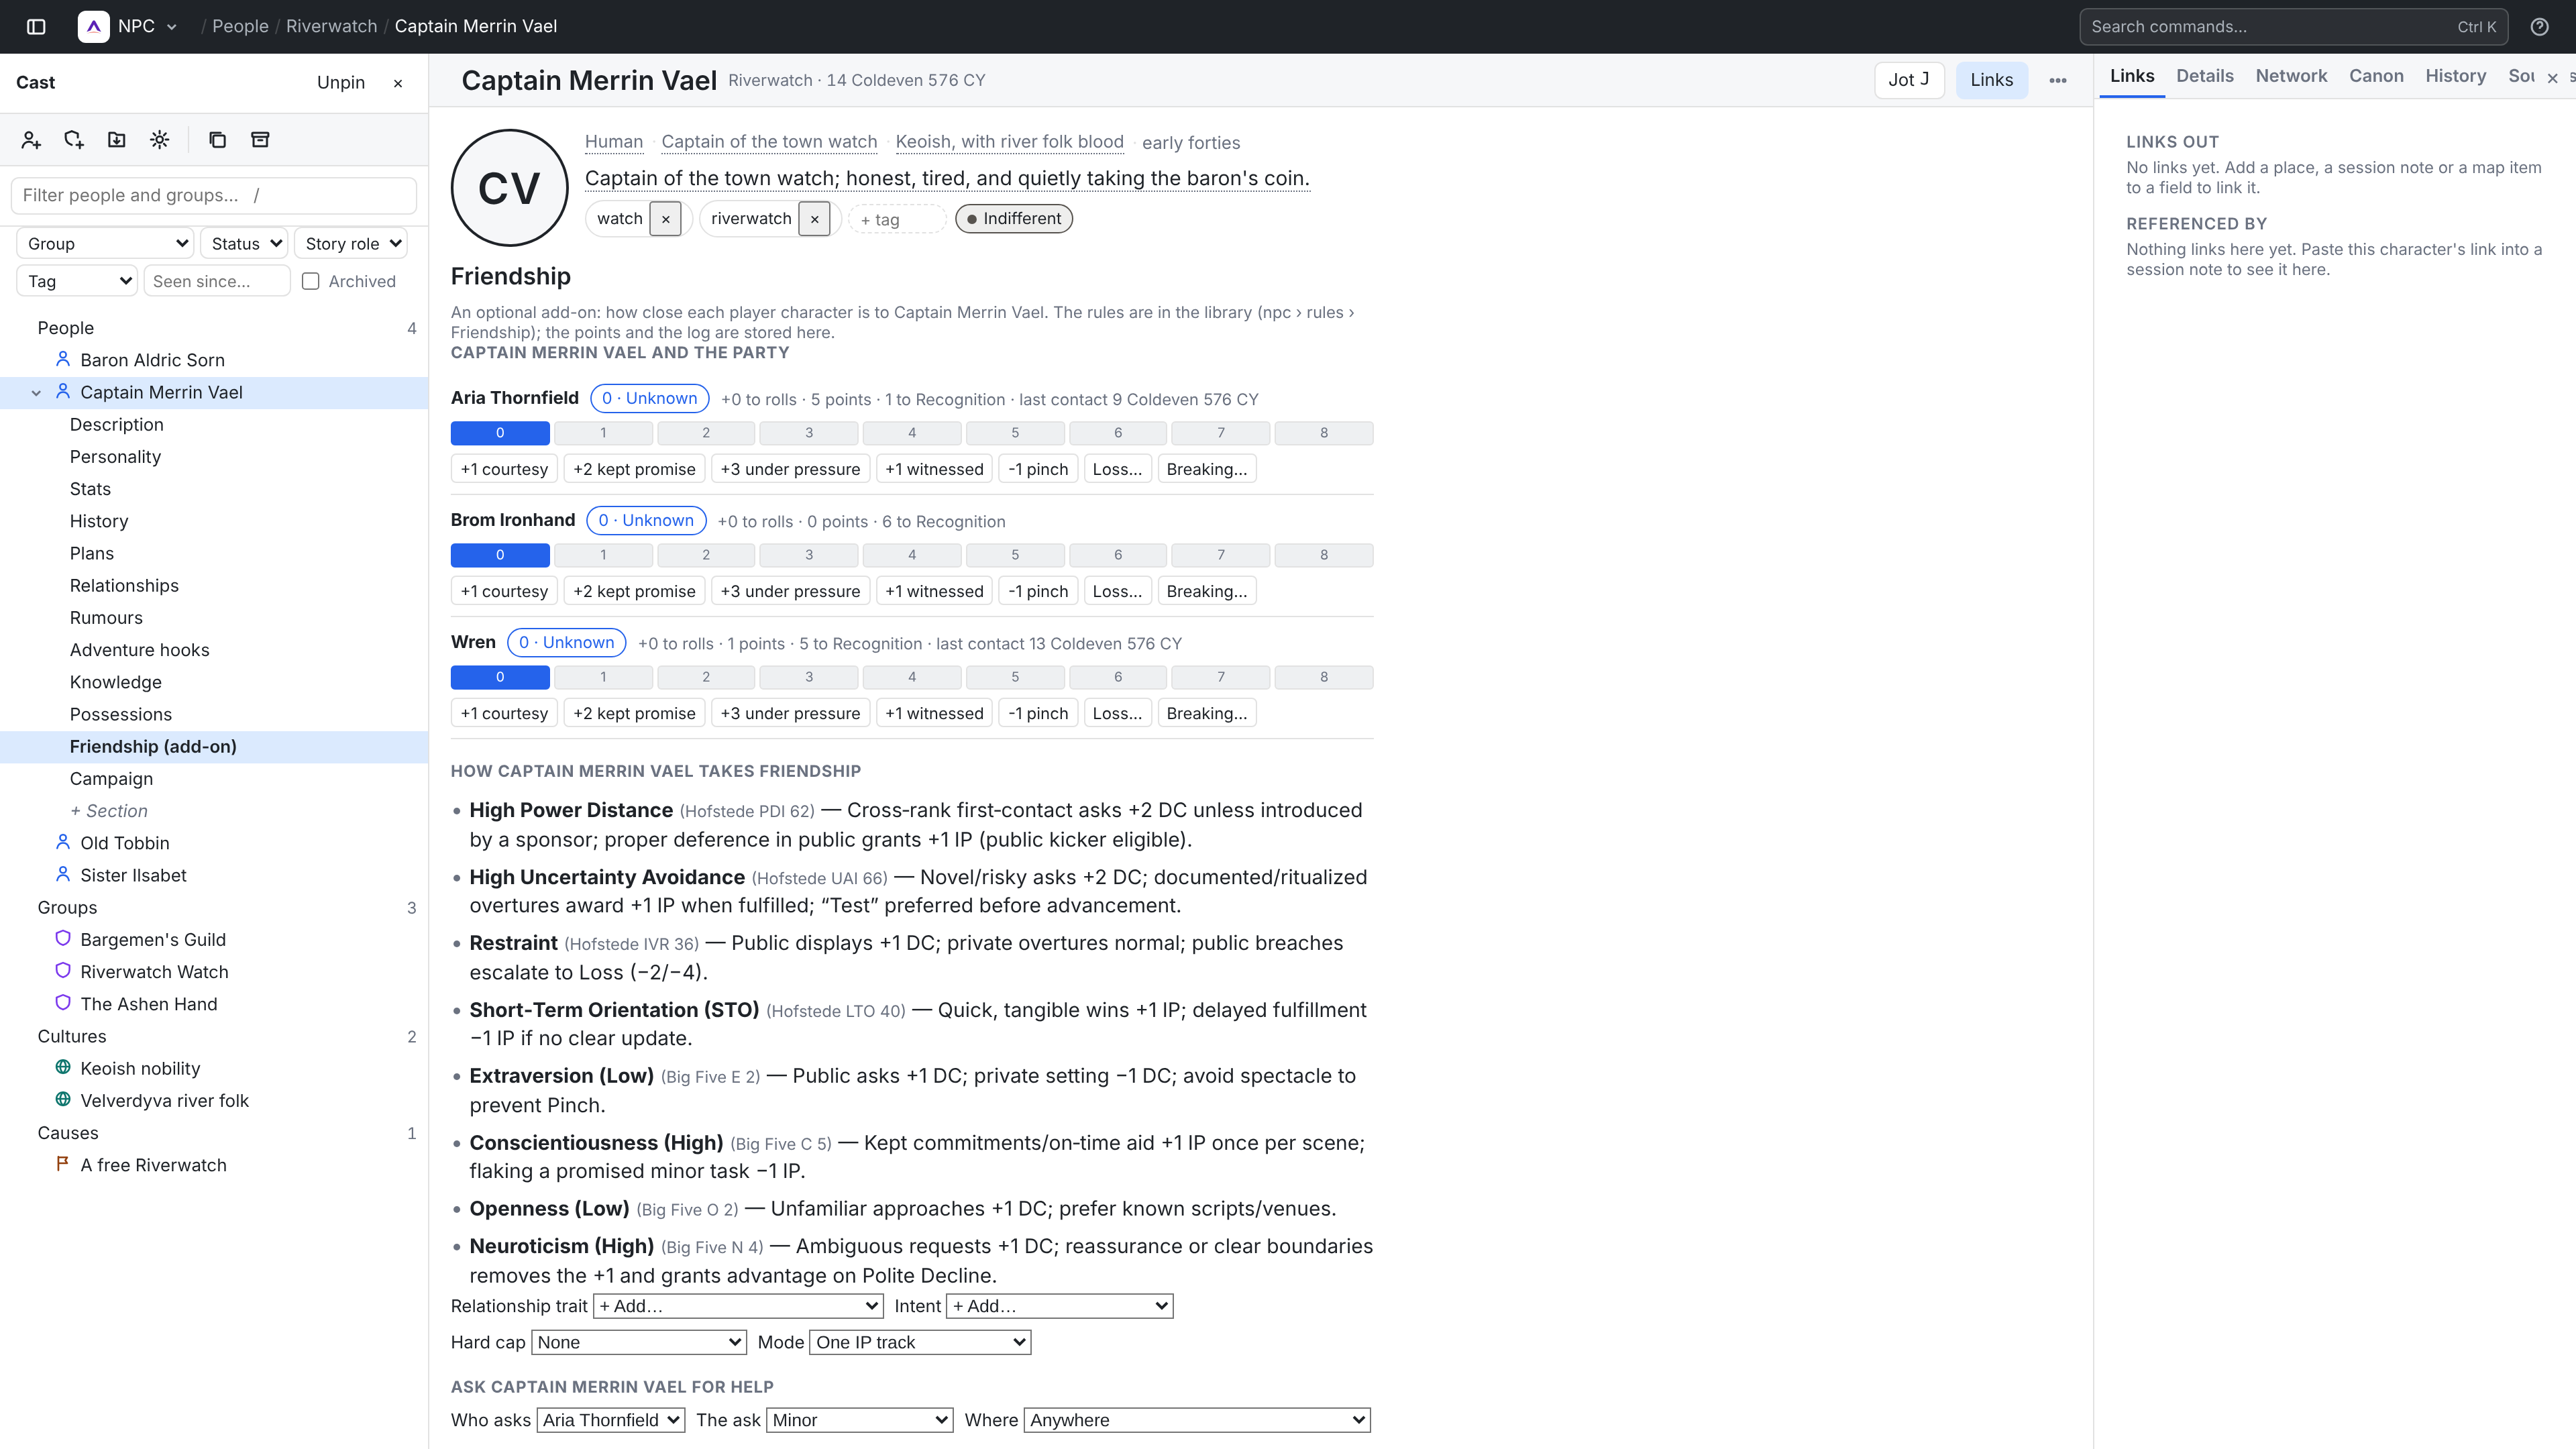 NPC / People / Riverwatch / Captain Merrin Vael
Search commands... Ctrl K
Cast Unpin ×
Filter people and groups... /
Group Status Story role
Tag Seen since... Archived
People 4
Baron Aldric Sorn
Captain Merrin Vael
Description
Personality
Stats
History
Plans
Relationships
Rumours
Adventure hooks
Knowledge
Possessions
Friendship (add-on)
Campaign
+ Section
Old Tobbin
Sister Ilsabet
Groups 3
Bargemen's Guild
Riverwatch Watch
The Ashen Hand
Cultures 2
Keoish nobility
Velverdyva river folk
Causes 1
A free Riverwatch
Captain Merrin Vael Riverwatch · 14 Coldeven 576 CY Jot J Links •••
CV
Human · Captain of the town watch · Keoish, with river folk blood · early forties
Captain of the town watch; honest, tired, and quietly taking the baron's coin.
watch × riverwatch × + tag Indifferent
Friendship
An optional add-on: how close each player character is to Captain Merrin Vael. The rules are in the library (npc › rules ›
Friendship); the points and the log are stored here.
CAPTAIN MERRIN VAEL AND THE PARTY
Aria Thornfield 0 · Unknown +0 to rolls · 5 points · 1 to Recognition · last contact 9 Coldeven 576 CY
0 1 2 3 4 5 6 7 8
+1 courtesy +2 kept promise +3 under pressure +1 witnessed -1 pinch Loss... Breaking...
Brom Ironhand 0 · Unknown +0 to rolls · 0 points · 6 to Recognition
0 1 2 3 4 5 6 7 8
+1 courtesy +2 kept promise +3 under pressure +1 witnessed -1 pinch Loss... Breaking...
Wren 0 · Unknown +0 to rolls · 1 points · 5 to Recognition · last contact 13 Coldeven 576 CY
0 1 2 3 4 5 6 7 8
+1 courtesy +2 kept promise +3 under pressure +1 witnessed -1 pinch Loss... Breaking...
HOW CAPTAIN MERRIN VAEL TAKES FRIENDSHIP
• High Power Distance (Hofstede PDI 62) — Cross-rank first-contact asks +2 DC unless introduced
by a sponsor; proper deference in public grants +1 IP (public kicker eligible).
• High Uncertainty Avoidance (Hofstede UAI 66) — Novel/risky asks +2 DC; documented/ritualized
overtures award +1 IP when fulfilled; “Test” preferred before advancement.
• Restraint (Hofstede IVR 36) — Public displays +1 DC; private overtures normal; public breaches
escalate to Loss (−2/−4).
• Short-Term Orientation (STO) (Hofstede LTO 40) — Quick, tangible wins +1 IP; delayed fulfillment
−1 IP if no clear update.
• Extraversion (Low) (Big Five E 2) — Public asks +1 DC; private setting −1 DC; avoid spectacle to
prevent Pinch.
• Conscientiousness (High) (Big Five C 5) — Kept commitments/on-time aid +1 IP once per scene;
flaking a promised minor task −1 IP.
• Openness (Low) (Big Five O 2) — Unfamiliar approaches +1 DC; prefer known scripts/venues.
• Neuroticism (High) (Big Five N 4) — Ambiguous requests +1 DC; reassurance or clear boundaries
removes the +1 and grants advantage on Polite Decline.
Relationship trait + Add... Intent + Add...
Hard cap None Mode One IP track
ASK CAPTAIN MERRIN VAEL FOR HELP
Who asks Aria Thornfield The ask Minor Where Anywhere
Links Details Network Canon History Sou ×
LINKS OUT
No links yet. Add a place, a session note or a map item
to a field to link it.
REFERENCED BY
Nothing links here yet. Paste this character's link into a
session note to see it here.